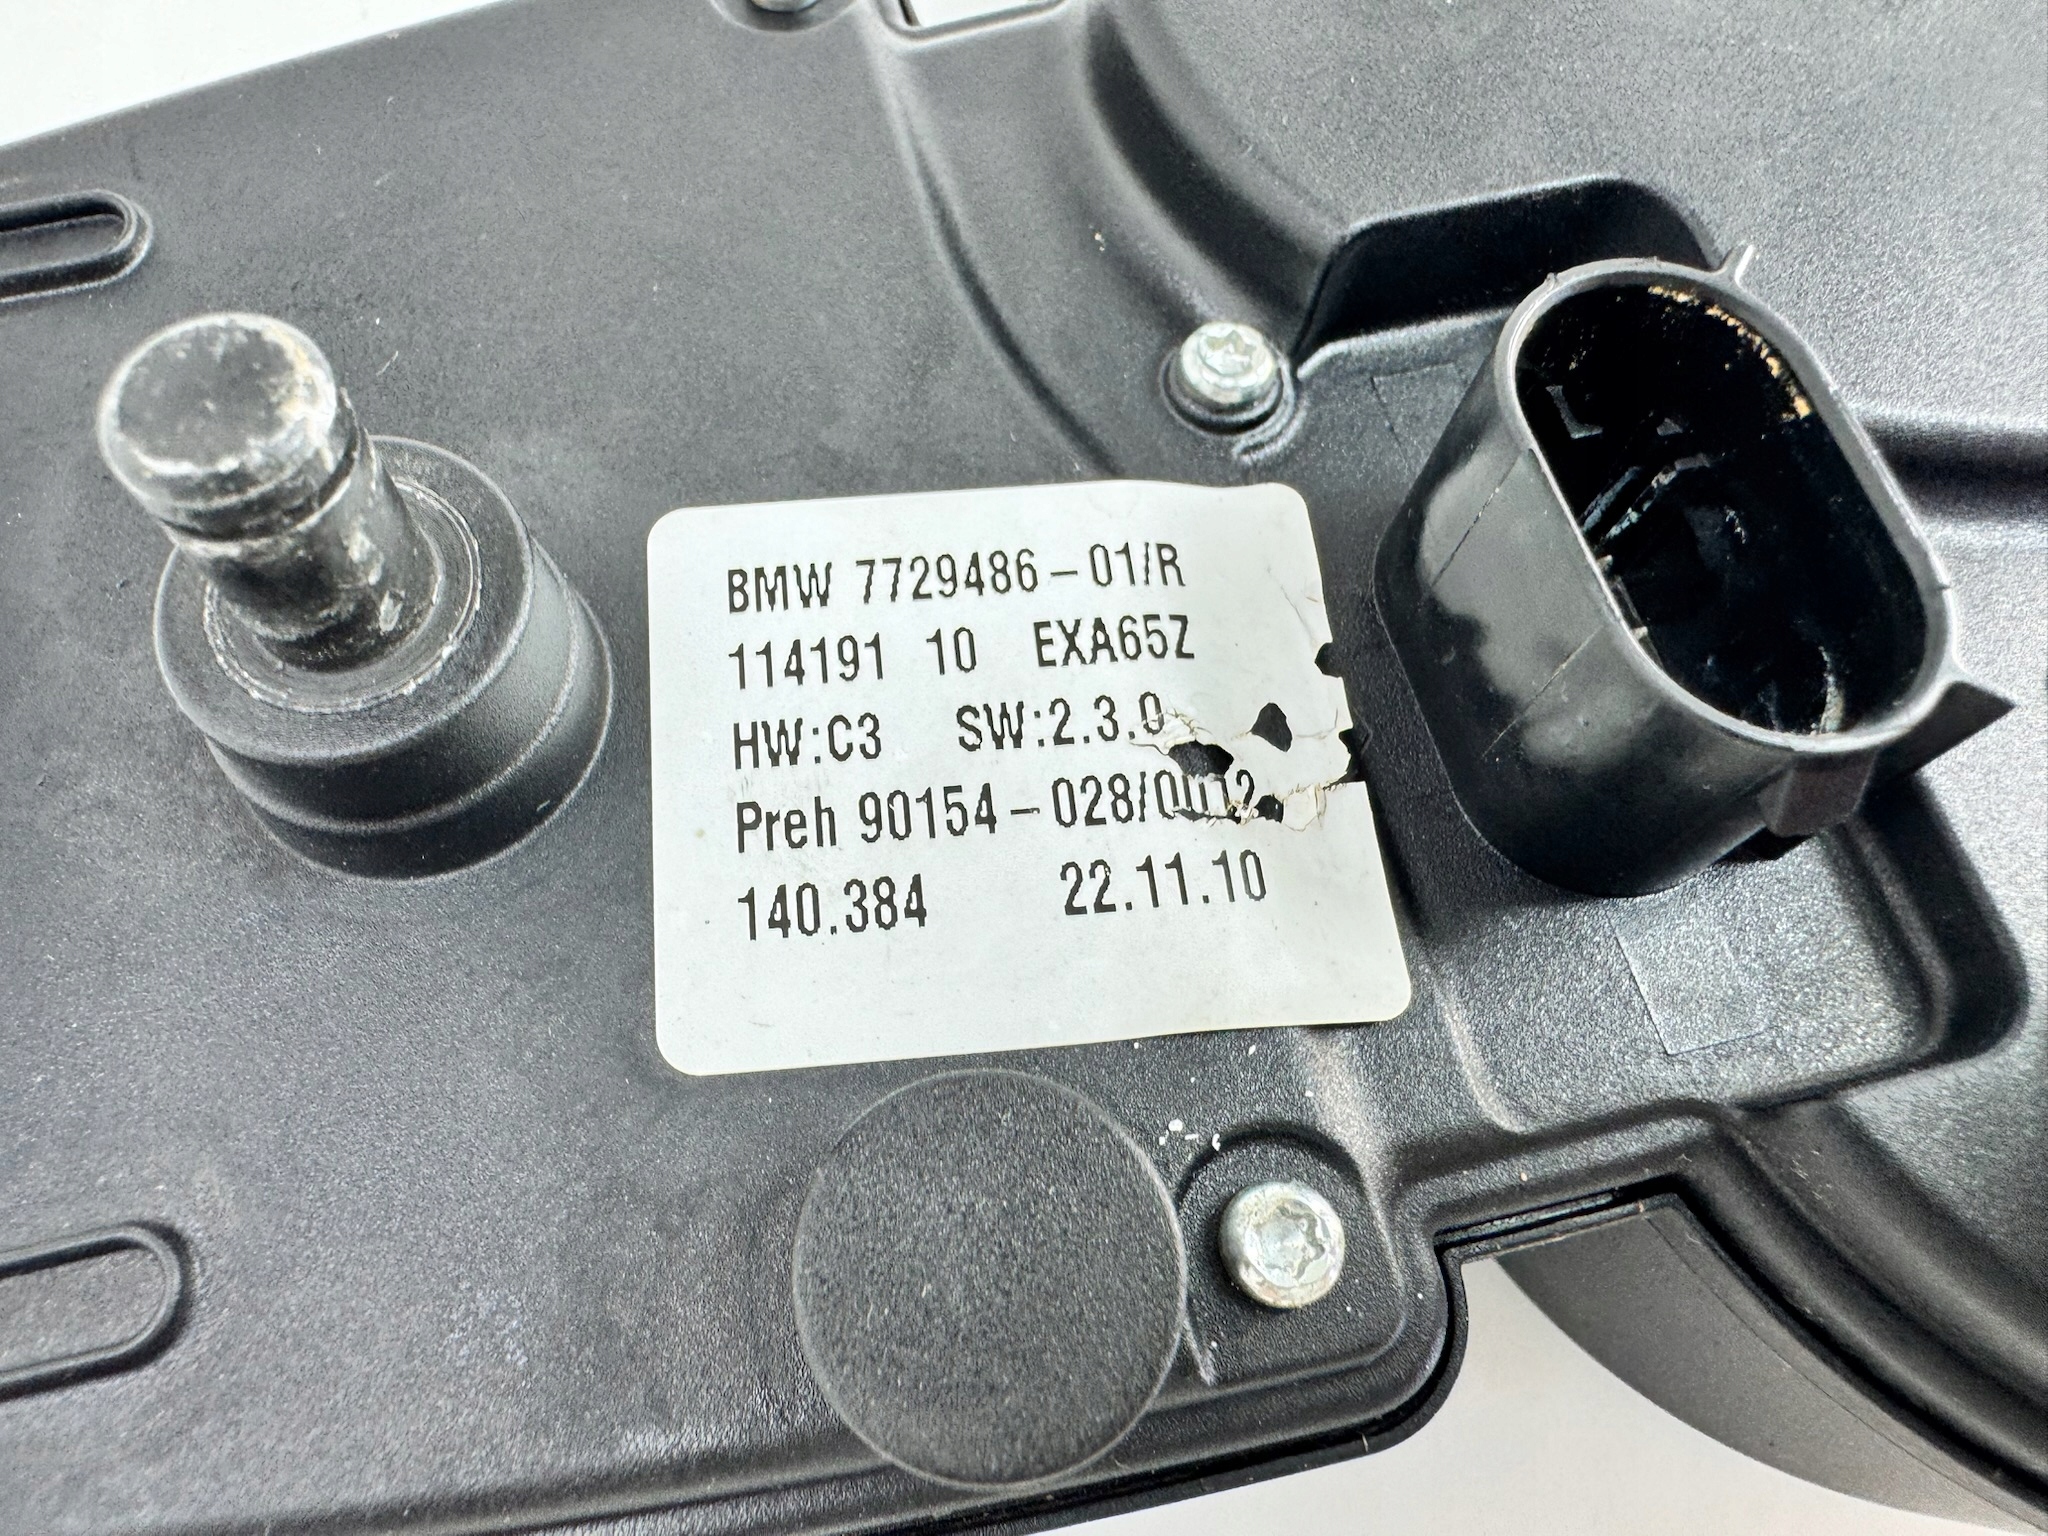 BMW 7729486-01/R
114191 10 EXA65Z
HW:C3 SW:2.3.0
Preh 90154-028/0012
140.384 22.11.10